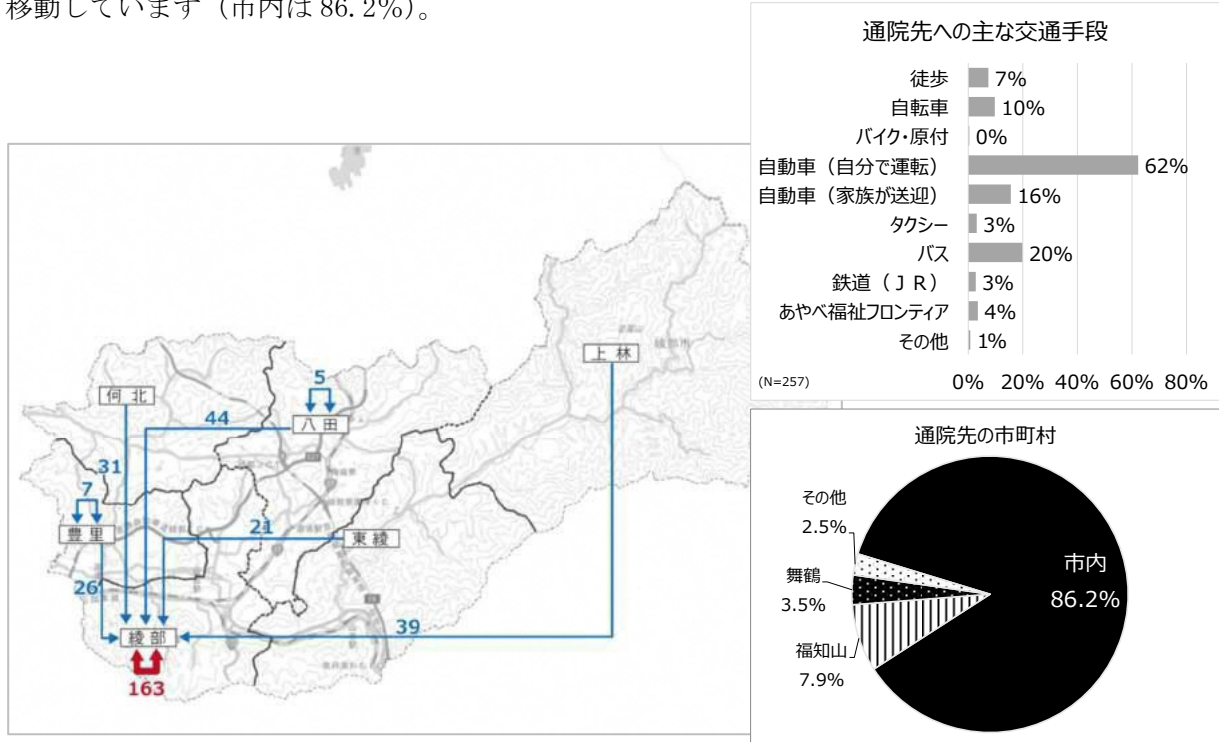 移動しています（市内は86.2%）。
通院先への主な交通手段
徒歩 7%
自転車 10%
バイク・原付 0%
自動車（自分で運転） 62%
自動車（家族が送迎） 16%
タクシー 3%
バス 20%
鉄道（ＪＲ） 3%
あやべ福祉フロンティア 4%
その他 1%
(N=257)
0% 20% 40% 60% 80%
上林
5
何北
44
八田
31
7
豊里
21
東綾
26
39
綾部
163
通院先の市町村
その他
2.5%
市内
86.2%
舞鶴
3.5%
福知山
7.9%